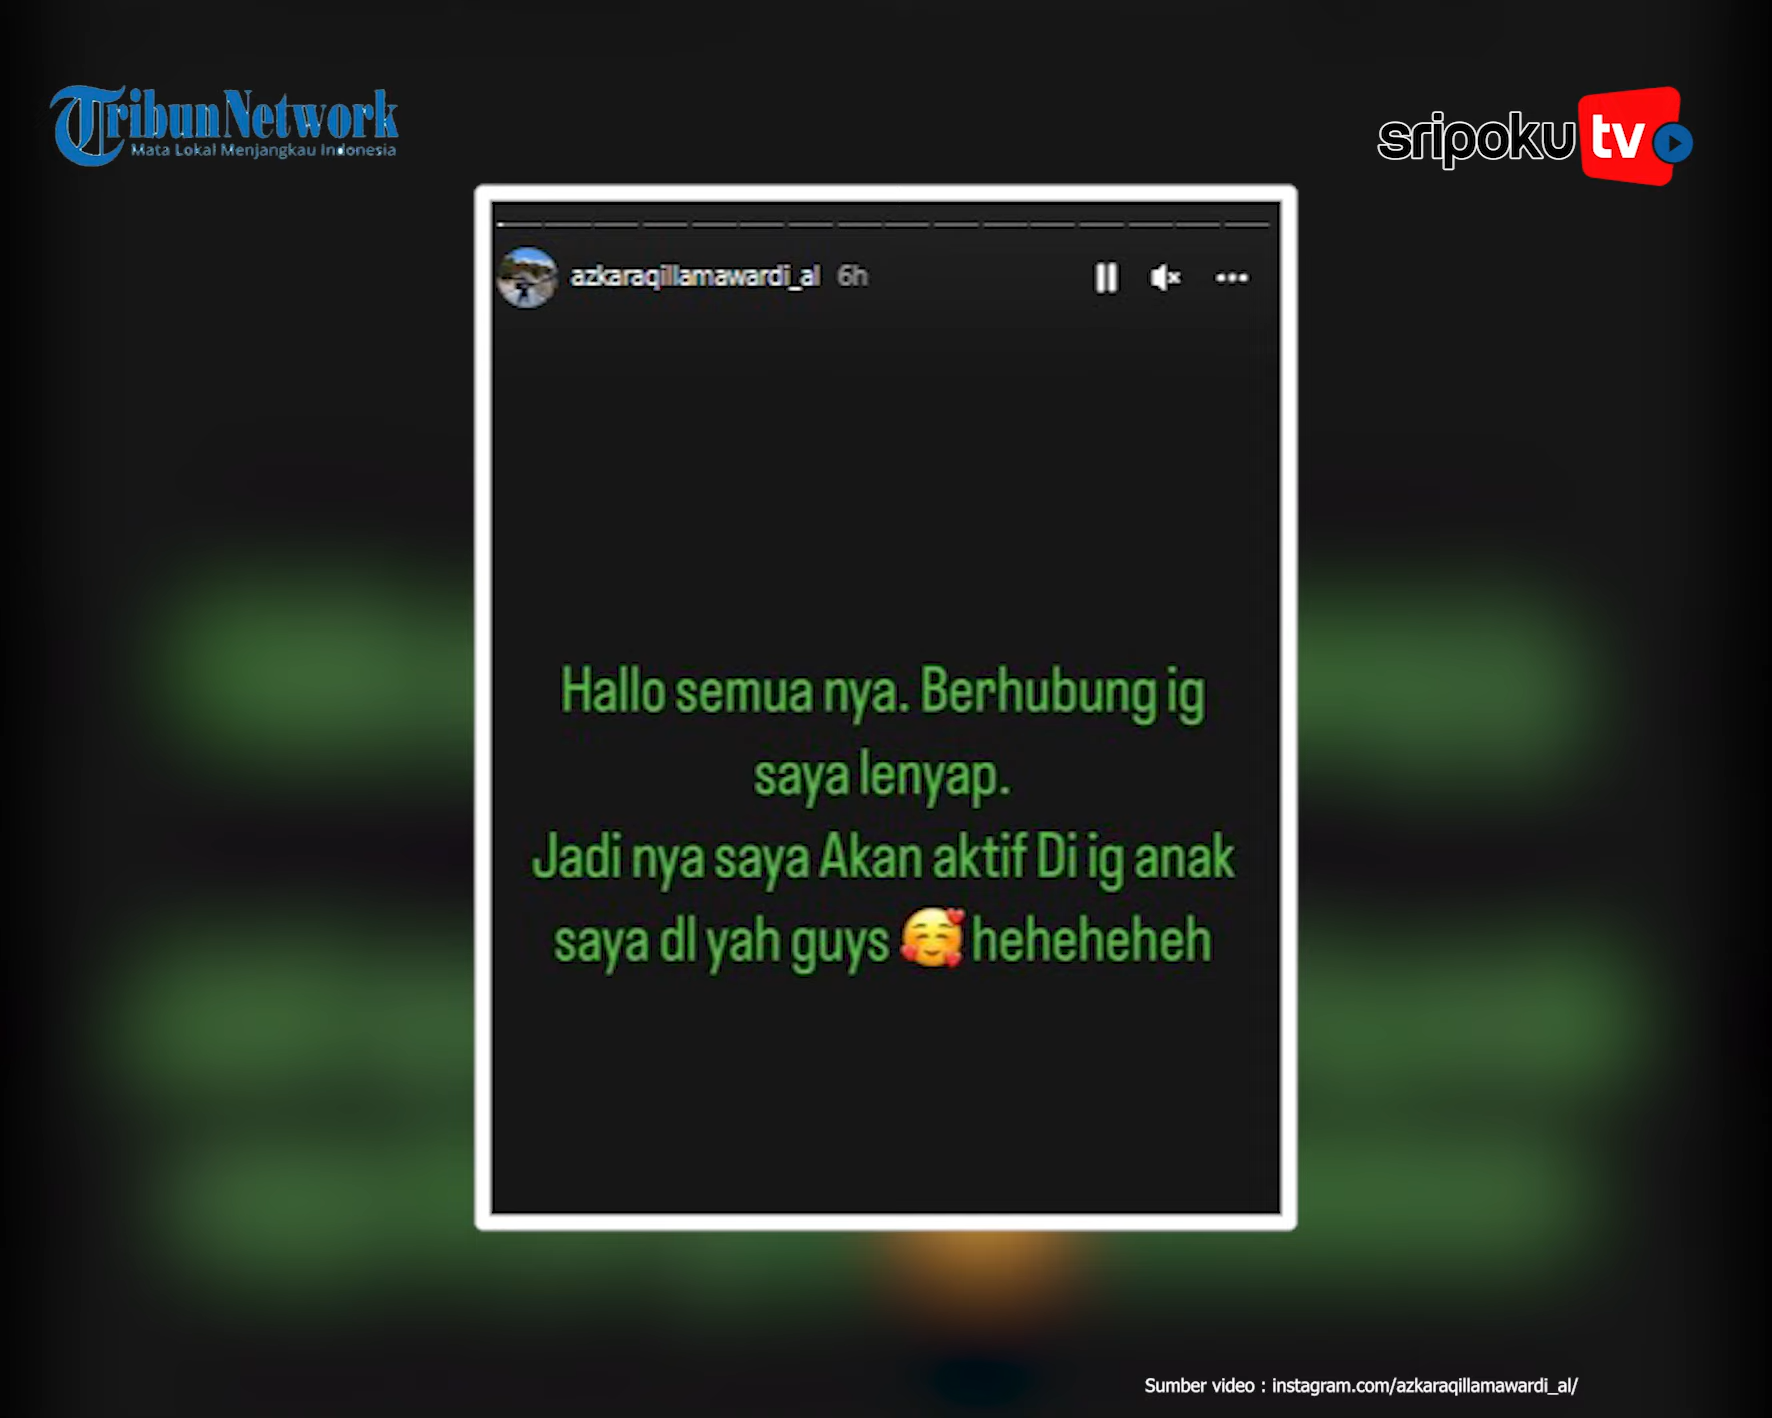 TribunNetwork
Mata Lokal Menjangkau Indonesia
sripoku tv
azkaraqillamawardi_al 6h
Hallo semua nya. Berhubung ig
saya lenyap.
Jadi nya saya Akan aktif Di ig anak
saya dl yah guys 🥰 heheheheh
Sumber video : instagram.com/azkaraqillamawardi_al/